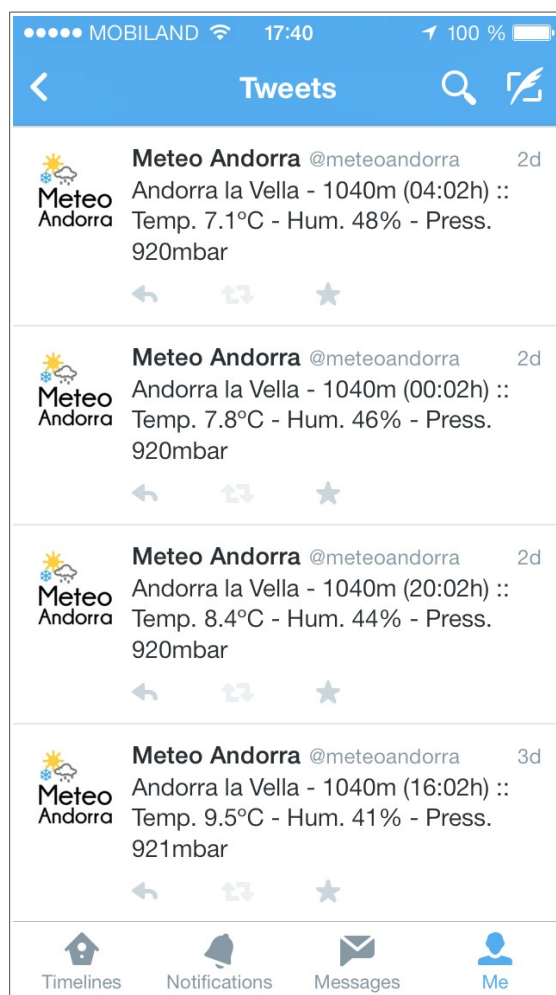 MOBILAND 17:40 100 %
Tweets
Meteo Andorra @meteoandorra 2d
Meteo
Andorra
Andorra la Vella - 1040m (04:02h) ::
Temp. 7.1ºC - Hum. 48% - Press.
920mbar
Meteo Andorra @meteoandorra 2d
Meteo
Andorra
Andorra la Vella - 1040m (00:02h) ::
Temp. 7.8ºC - Hum. 46% - Press.
920mbar
Meteo Andorra @meteoandorra 2d
Meteo
Andorra
Andorra la Vella - 1040m (20:02h) ::
Temp. 8.4ºC - Hum. 44% - Press.
920mbar
Meteo Andorra @meteoandorra 3d
Meteo
Andorra
Andorra la Vella - 1040m (16:02h) ::
Temp. 9.5ºC - Hum. 41% - Press.
921mbar
Timelines Notifications Messages Me